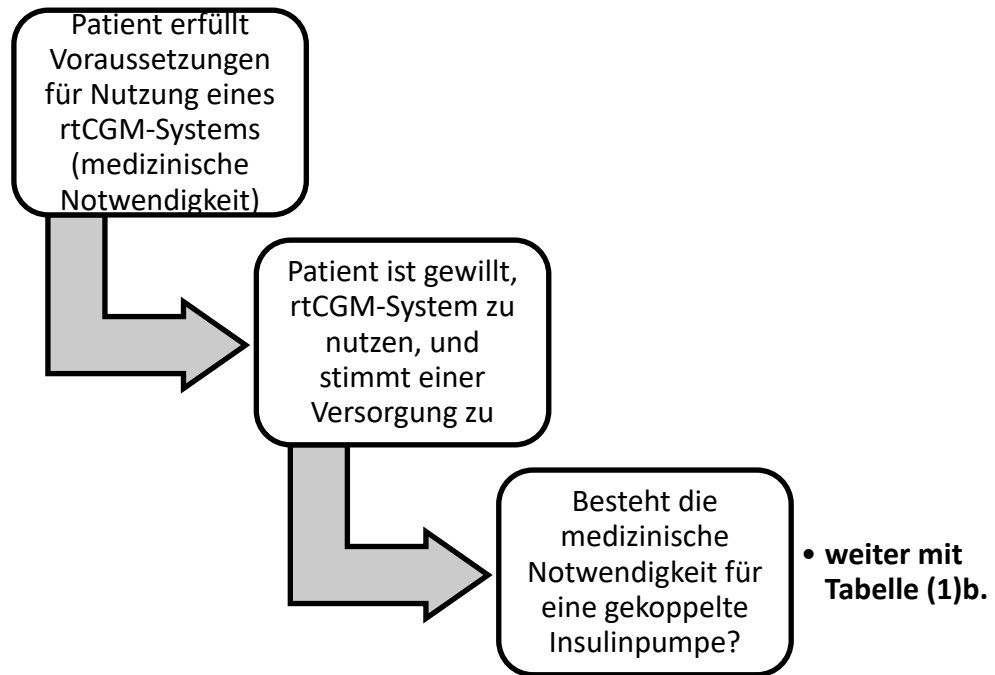 Patient erfüllt
Voraussetzungen
für Nutzung eines
rtCGM-Systems
(medizinische
Notwendigkeit)
Patient ist gewillt,
rtCGM-System zu
nutzen, und
stimmt einer
Versorgung zu
Besteht die
medizinische
Notwendigkeit für
eine gekoppelte
Insulinpumpe?
• weiter mit
Tabelle (1)b.